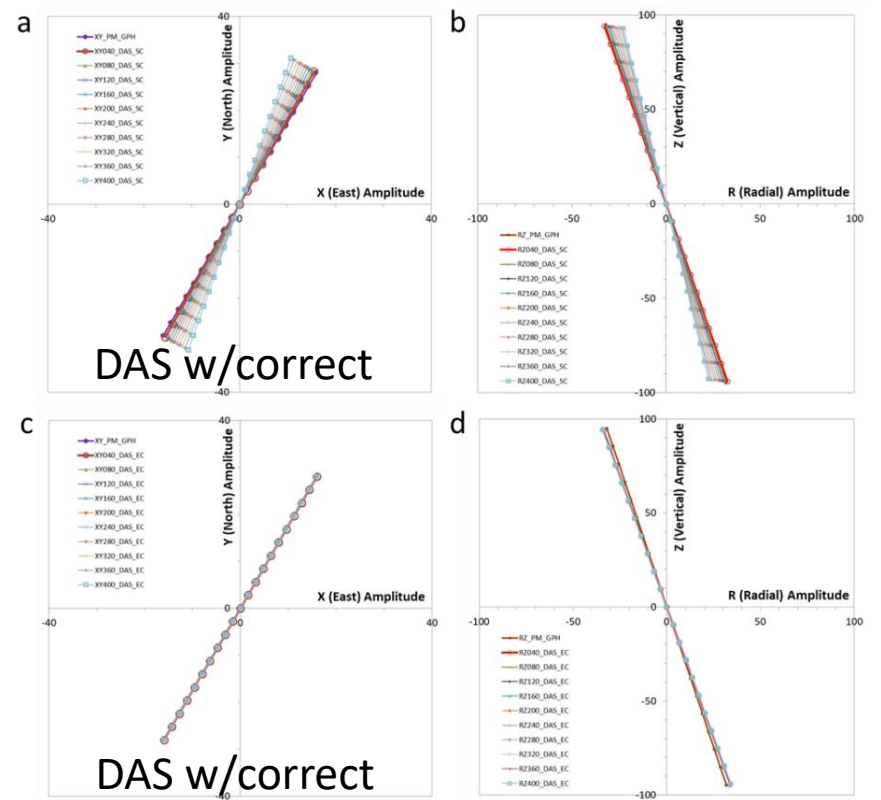 a
40
Y (North) Amplitude
XY_PM_GPH
XY040_DAS_SC
XY080_DAS_SC
XY120_DAS_SC
XY160_DAS_SC
XY200_DAS_SC
XY240_DAS_SC
XY280_DAS_SC
XY320_DAS_SC
XY360_DAS_SC
XY400_DAS_SC
X (East) Amplitude
-40
0
0
40
DAS w/correct
-40
b
100
Z (Vertical) Amplitude
50
R (Radial) Amplitude
-100
-50
0
0
50
100
RZ_PM_GPH
RZ040_DAS_SC
RZ080_DAS_SC
RZ120_DAS_SC
RZ160_DAS_SC
RZ200_DAS_SC
RZ240_DAS_SC
RZ280_DAS_SC
RZ320_DAS_SC
RZ360_DAS_SC
RZ400_DAS_SC
-50
-100
c
40
Y (North) Amplitude
XY_PM_GPH
XY040_DAS_EC
XY080_DAS_EC
XY120_DAS_EC
XY160_DAS_EC
XY200_DAS_EC
XY240_DAS_EC
XY280_DAS_EC
XY320_DAS_EC
XY360_DAS_EC
XY400_DAS_EC
X (East) Amplitude
-40
0
0
40
DAS w/correct
-40
d
100
Z (Vertical) Amplitude
50
R (Radial) Amplitude
-100
-50
0
0
50
100
RZ_PM_GPH
RZ040_DAS_EC
RZ080_DAS_EC
RZ120_DAS_EC
RZ160_DAS_EC
RZ200_DAS_EC
RZ240_DAS_EC
RZ280_DAS_EC
RZ320_DAS_EC
RZ360_DAS_EC
RZ400_DAS_EC
-50
-100